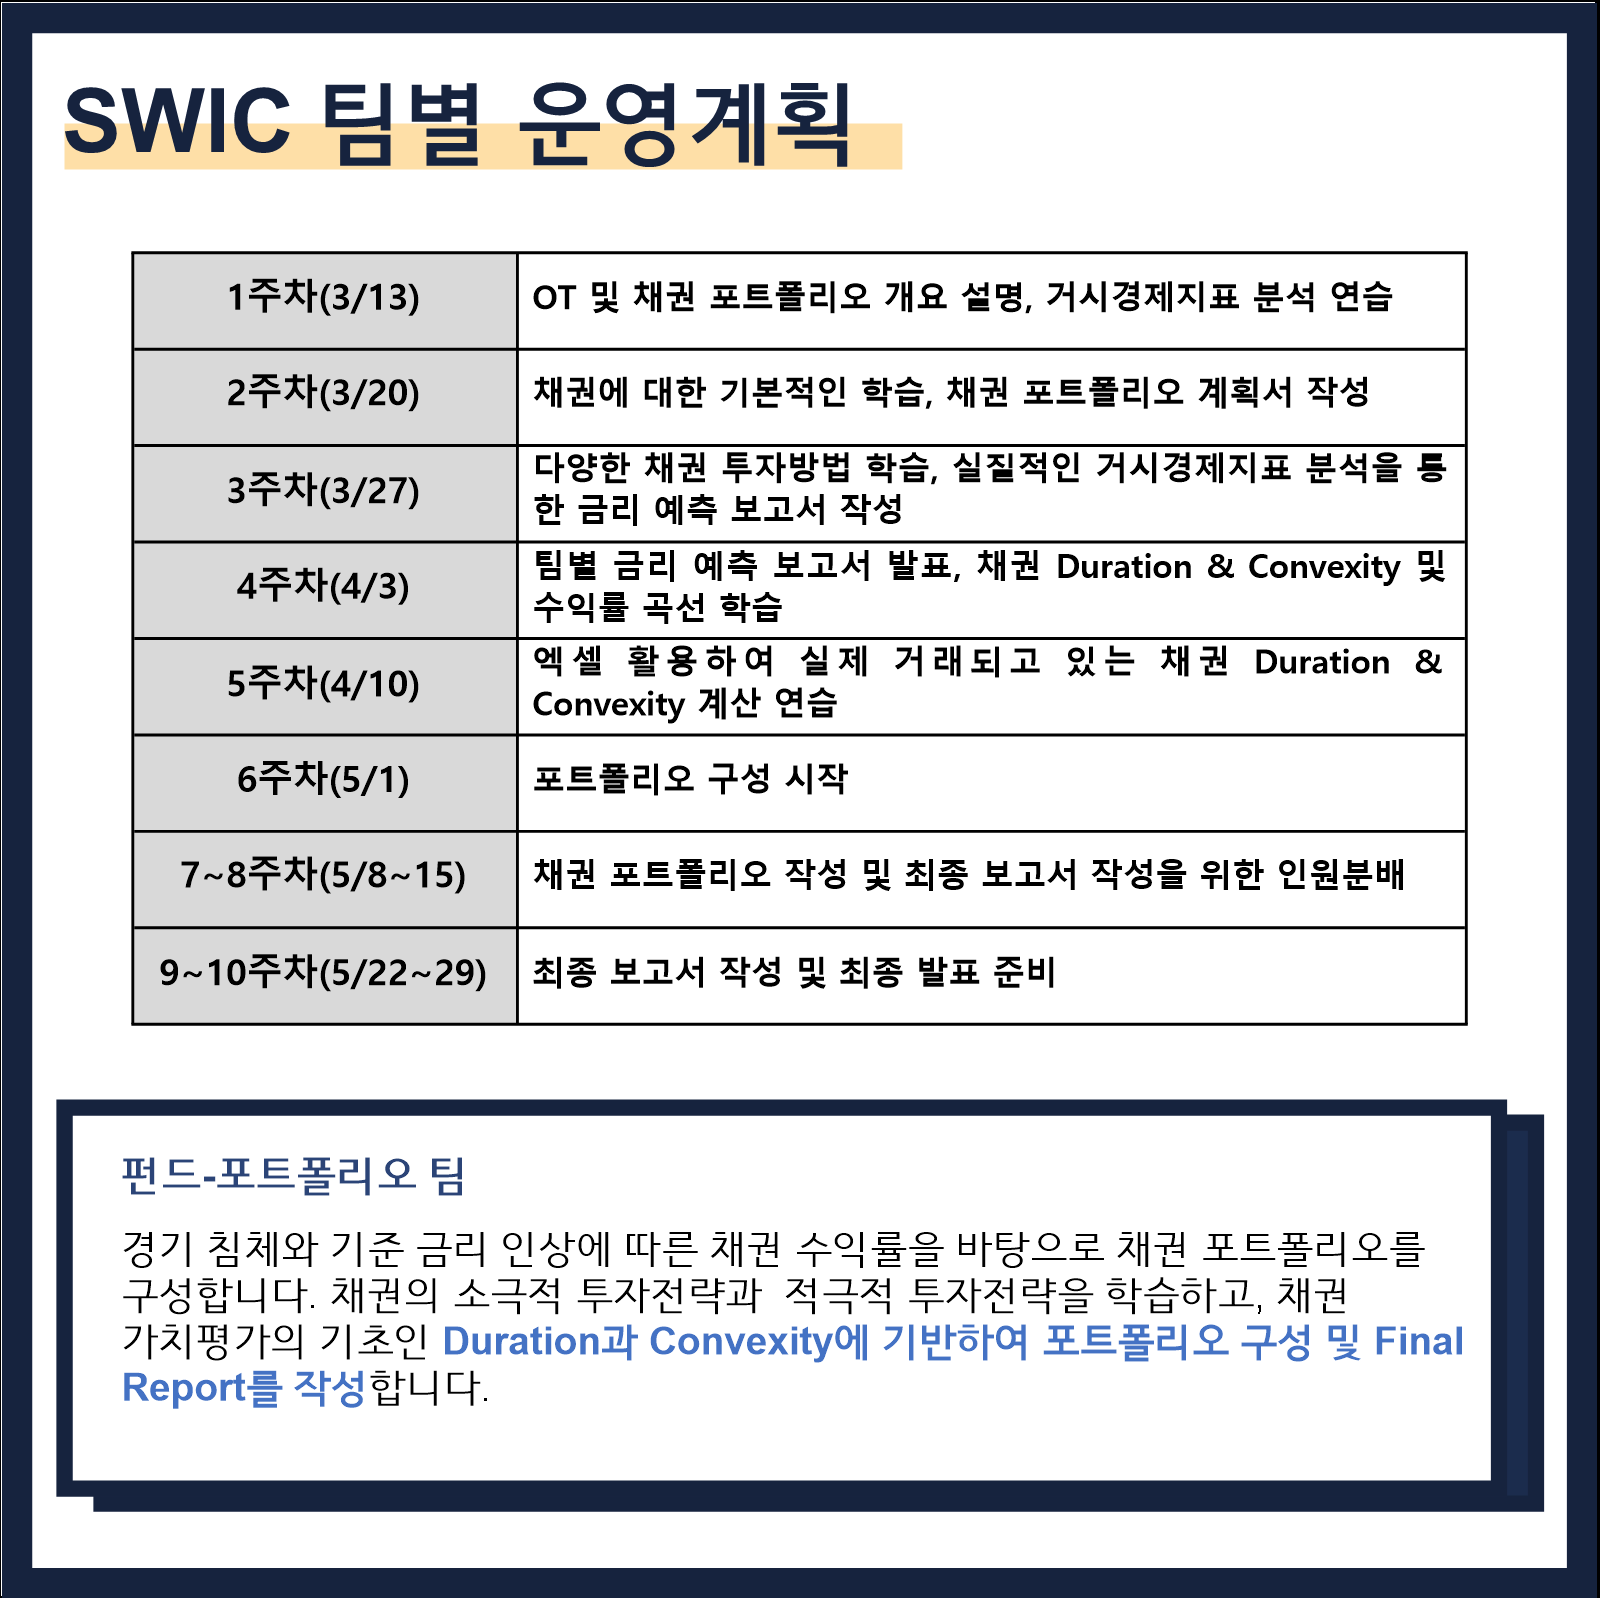 SWIC 팀별 운영계획
1주차(3/13)
OT 및 채권 포트폴리오 개요 설명, 거시경제지표 분석 연습
2주차(3/20)
채권에 대한 기본적인 학습, 채권 포트폴리오 계획서 작성
3주차(3/27)
다양한 채권 투자방법 학습, 실질적인 거시경제지표 분석을 통
한 금리 예측 보고서 작성
4주차(4/3)
팀별 금리 예측 보고서 발표, 채권 Duration & Convexity 및
수익률 곡선 학습
5주차(4/10)
엑셀 활용하여 실제 거래되고 있는 채권 Duration &
Convexity 계산 연습
6주차(5/1)
포트폴리오 구성 시작
7~8주차(5/8~15)
채권 포트폴리오 작성 및 최종 보고서 작성을 위한 인원분배
9~10주차(5/22~29)
최종 보고서 작성 및 최종 발표 준비
펀드-포트폴리오 팀
경기 침체와 기준 금리 인상에 따른 채권 수익률을 바탕으로 채권 포트폴리오를
구성합니다. 채권의 소극적 투자전략과 적극적 투자전략을 학습하고, 채권
가치평가의 기초인 Duration과 Convexity에 기반하여 포트폴리오 구성 및 Final
Report를 작성합니다.